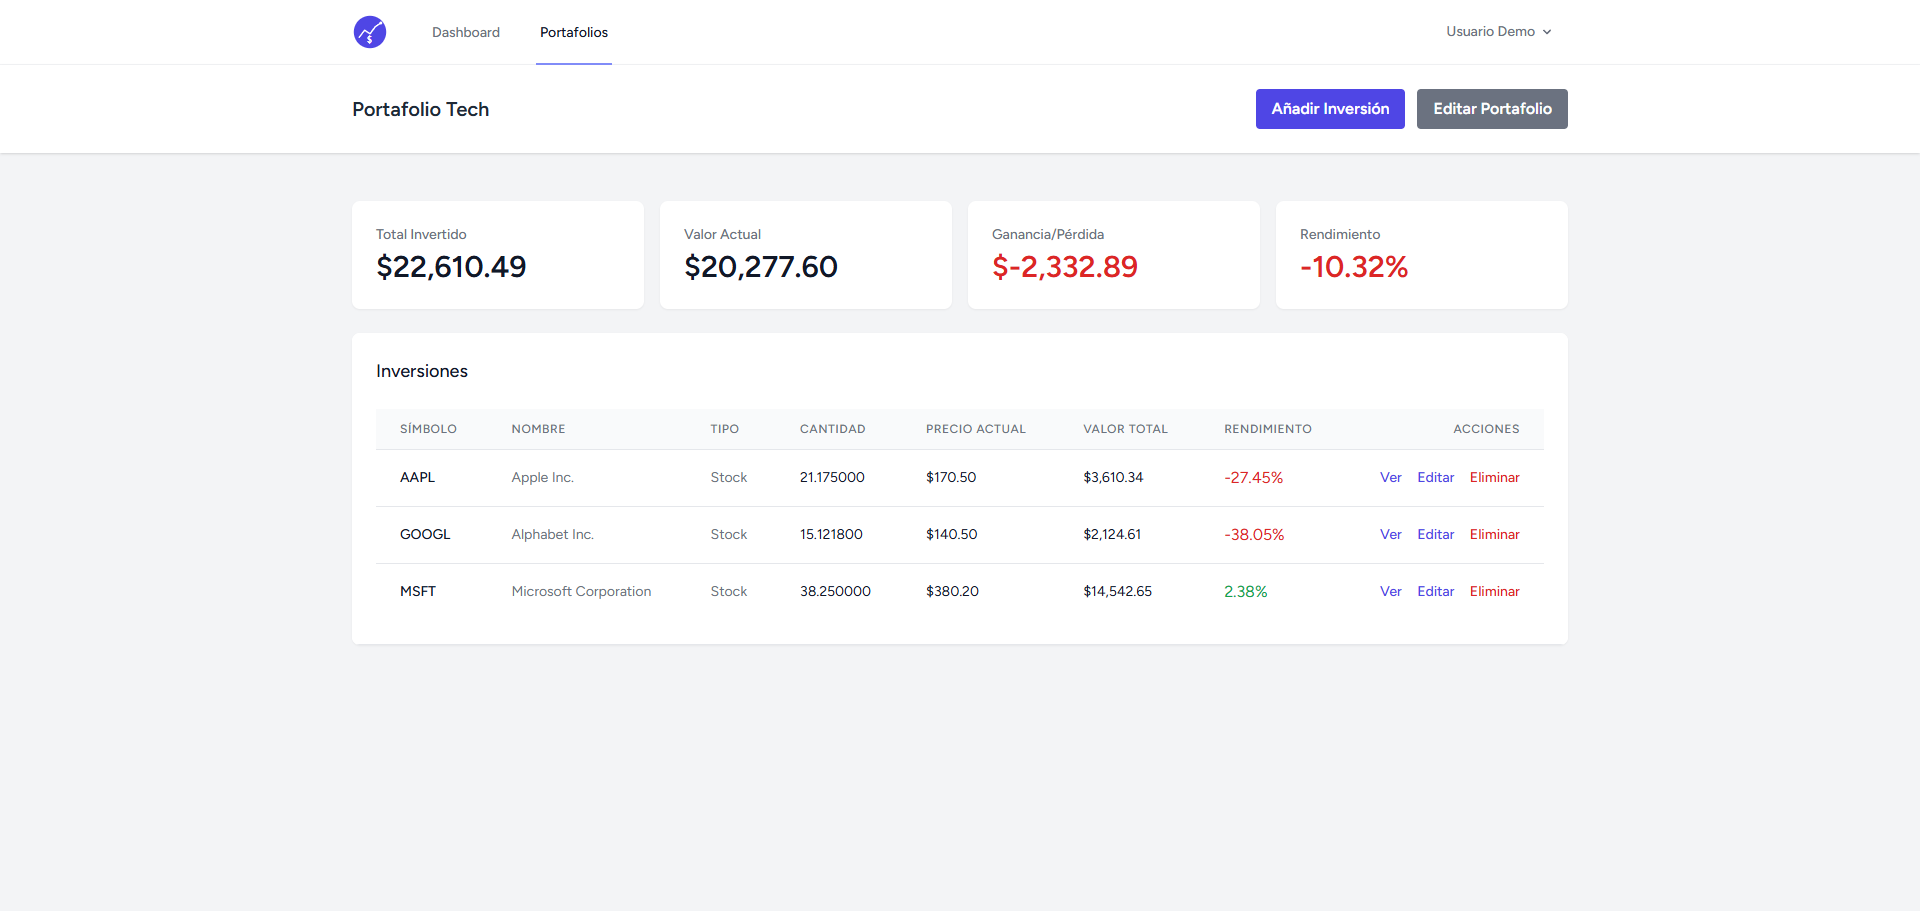 Dashboard Portafolios Usuario Demo
Portafolio Tech Añadir Inversión Editar Portafolio
Total Invertido Valor Actual Ganancia/Pérdida Rendimiento
$22,610.49 $20,277.60 $-2,332.89 -10.32%
Inversiones
SÍMBOLO NOMBRE TIPO CANTIDAD PRECIO ACTUAL VALOR TOTAL RENDIMIENTO ACCIONES
AAPL Apple Inc. Stock 21.175000 $170.50 $3,610.34 -27.45% Ver Editar Eliminar
GOOGL Alphabet Inc. Stock 15.121800 $140.50 $2,124.61 -38.05% Ver Editar Eliminar
MSFT Microsoft Corporation Stock 38.250000 $380.20 $14,542.65 2.38% Ver Editar Eliminar